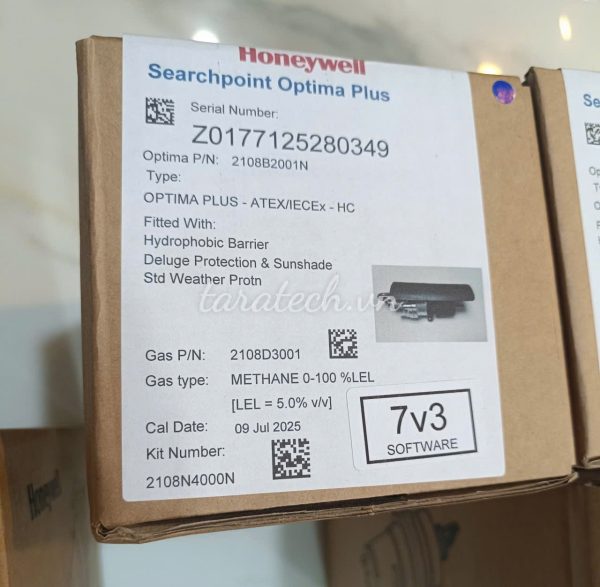 Honeywell
Searchpoint Optima Plus
Serial Number:
Z0177125280349
Optima P/N: 2108B2001N
Type:
OPTIMA PLUS - ATEX/IECEx - HC
Fitted With:
Hydrophobic Barrier
Deluge Protection & Sunshade
Std Weather Protn
taratech.vn
Gas P/N: 2108D3001
Gas type: METHANE 0-100 %LEL
[LEL = 5.0% v/v]
Cal Date: 09 Jul 2025
Kit Number:
2108N4000N
7v3
SOFTWARE
Se
Honeywell